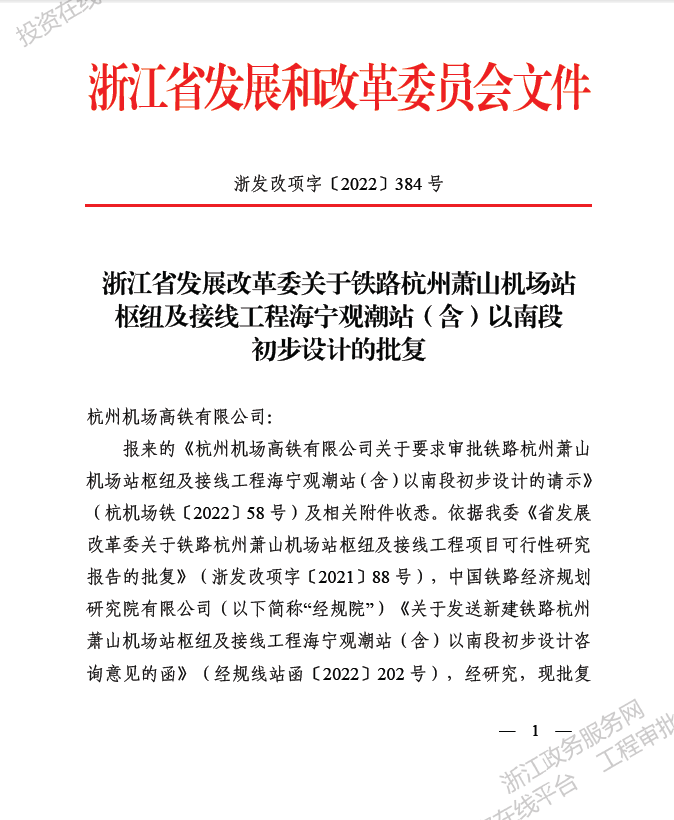 投资在线
浙江省发展和改革委员会文件
浙发改项字〔2022〕384 号
浙江省发展改革委关于铁路杭州萧山机场站
枢纽及接线工程海宁观潮站（含）以南段
初步设计的批复
杭州机场高铁有限公司：
报来的《杭州机场高铁有限公司关于要求审批铁路杭州萧山
机场站枢纽及接线工程海宁观潮站（含）以南段初步设计的请示》
（杭机场铁〔2022〕58 号）及相关附件收悉。依据我委《省发展
改革委关于铁路杭州萧山机场站枢纽及接线工程项目可行性研究
报告的批复》（浙发改项字〔2021〕88 号），中国铁路经济规划
研究院有限公司（以下简称“经规院”）《关于发送新建铁路杭州
萧山机场站枢纽及接线工程海宁观潮站（含）以南段初步设计咨
询意见的函》（经规线站函〔2022〕202 号），经研究，现批复
— 1 —
浙江政务服务网
资在线平台 工程审批